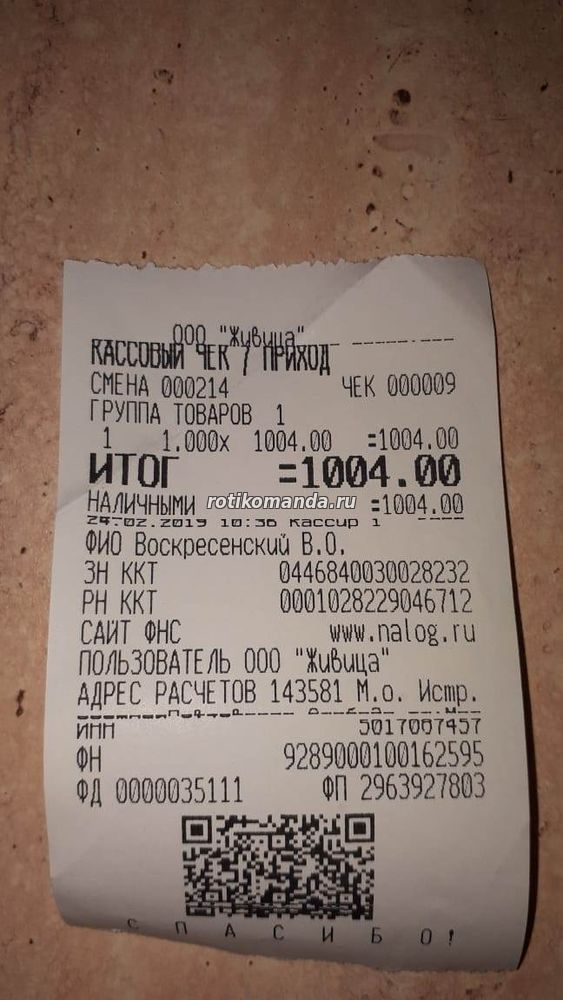 ООО "Живица"
КАССОВЫЙ ЧЕК / ПРИХОД
СМЕНА 000214 ЧЕК 000009
ГРУППА ТОВАРОВ 1
1 1.000x 1004.00 =1004.00
ИТОГ =1004.00
НАЛИЧНЫМИ =1004.00
rotikomanda.ru
24.02.2019 10:36 Кассир 1
ФИО Воскресенский В.О.
ЗН ККТ 0446840030028232
РН ККТ 0001028229046712
САЙТ ФНС www.nalog.ru
ПОЛЬЗОВАТЕЛЬ ООО "Живица"
АДРЕС РАСЧЕТОВ 143581 М.о. Истр.
ИНН 5017067457
ФН 9289000100162595
ФД 0000035111 ФП 2963927803
СПАСИБО!